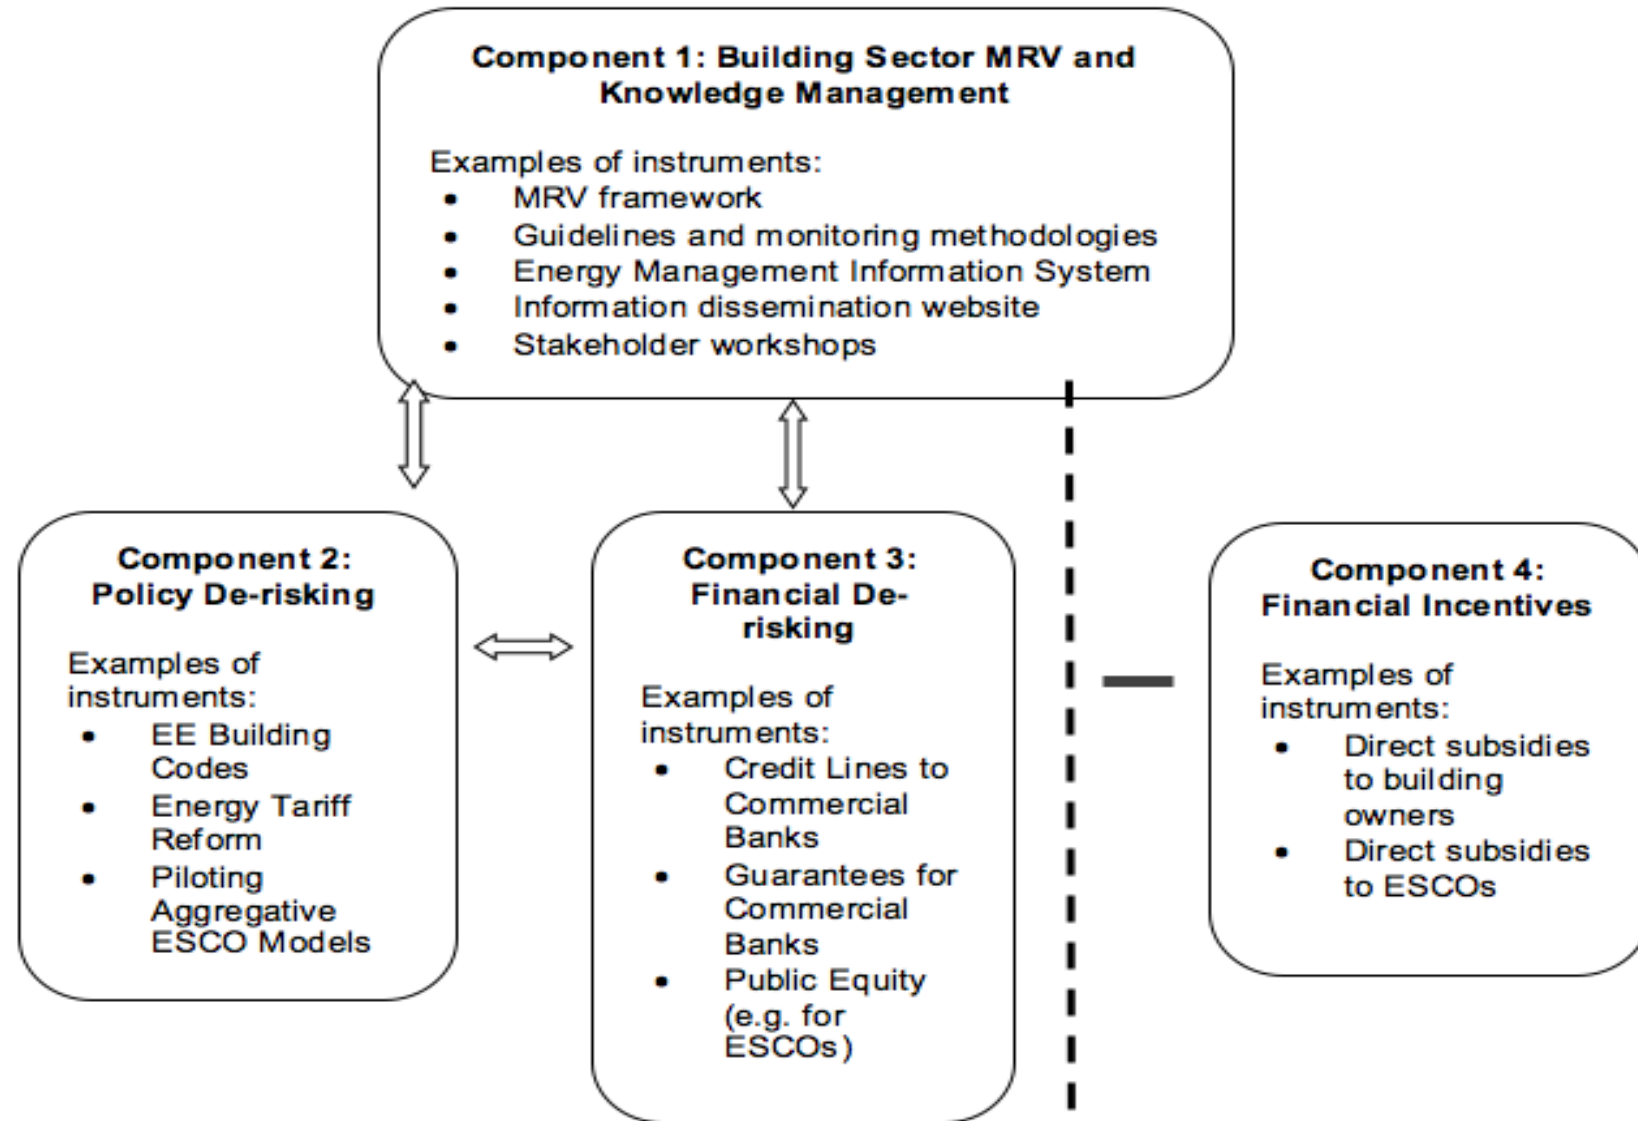 Component 1: Building Sector MRV and
Knowledge Management
Examples of instruments:
• MRV framework
• Guidelines and monitoring methodologies
• Energy Management Information System
• Information dissemination website
• Stakeholder workshops
Component 2:
Policy De-risking
Examples of
instruments:
• EE Building
Codes
• Energy Tariff
Reform
• Piloting
Aggregative
ESCO Models
Component 3:
Financial De-
risking
Examples of
instruments:
• Credit Lines to
Commercial
Banks
• Guarantees for
Commercial
Banks
• Public Equity
(e.g. for
ESCOs)
Component 4:
Financial Incentives
Examples of
instruments:
• Direct subsidies
to building
owners
• Direct subsidies
to ESCOs